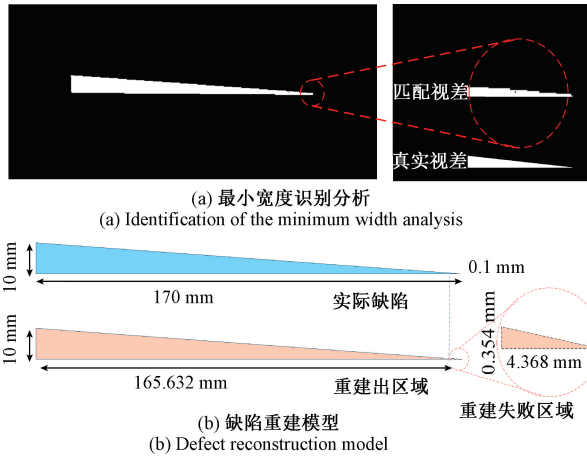 匹配视差
真实视差
(a) 最小宽度识别分析
(a) Identification of the minimum width analysis
10 mm
0.1 mm
170 mm
实际缺陷
10 mm
0.354 mm
4.368 mm
165.632 mm
重建出区域
重建失败区域
(b) 缺陷重建模型
(b) Defect reconstruction model